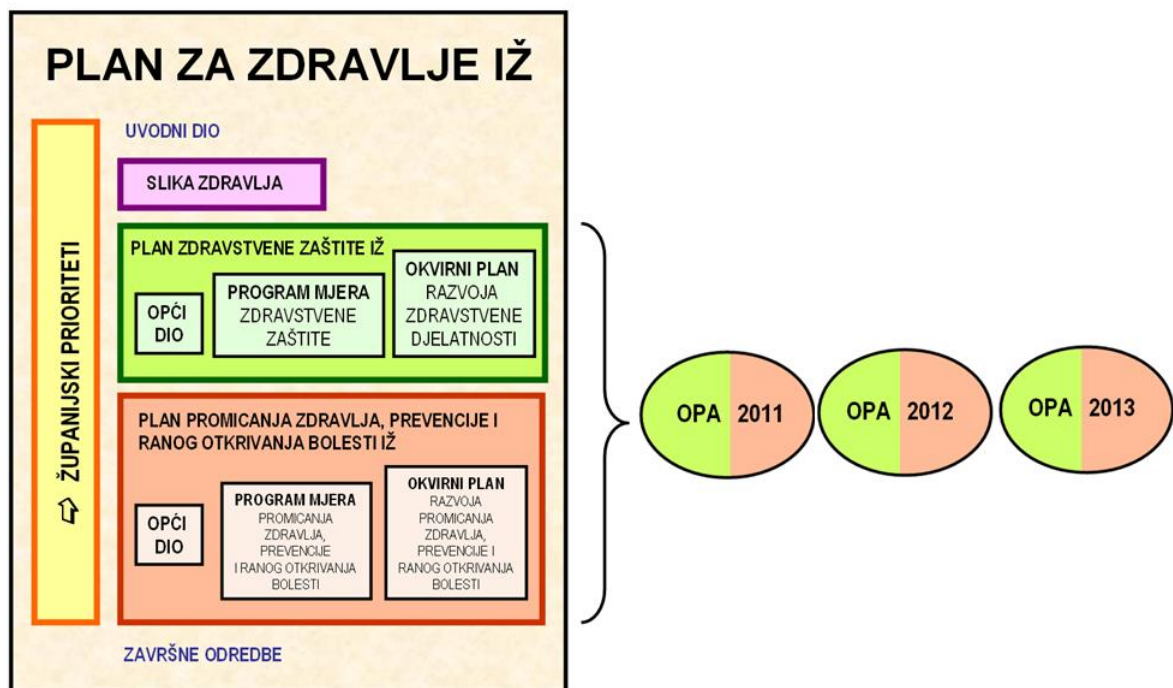 PLAN ZA ZDRAVLJE IŽ
⇨ ŽUPANIJSKI PRIORITETI
UVODNI DIO
SLIKA ZDRAVLJA
PLAN ZDRAVSTVENE ZAŠTITE IŽ
OPĆI
DIO
PROGRAM MJERA
ZDRAVSTVENE
ZAŠTITE
OKVIRNI PLAN
RAZVOJA
ZDRAVSTVENE
DJELATNOSTI
PLAN PROMICANJA ZDRAVLJA, PREVENCIJE I
RANOG OTKRIVANJA BOLESTI IŽ
OPĆI
DIO
PROGRAM MJERA
PROMICANJA
ZDRAVLJA,
PREVENCIJE
I RANOG OTKRIVANJA
BOLESTI
OKVIRNI PLAN
RAZVOJA
PROMICANJA
ZDRAVLJA,
PREVENCIJE I
RANOG OTKRIVANJA
BOLESTI
ZAVRŠNE ODREDBE
OPA 2011
OPA 2012
OPA 2013